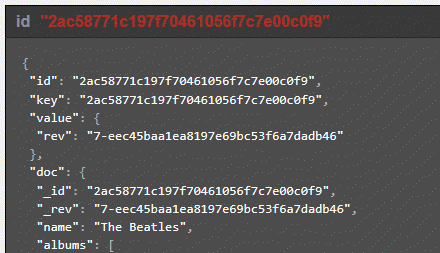 id "2ac58771c197f70461056f7c7e00c0f9"
{
"id": "2ac58771c197f70461056f7c7e00c0f9",
"key": "2ac58771c197f70461056f7c7e00c0f9",
"value": {
"rev": "7-eec45baa1ea8197e69bc53f6a7dadb46"
},
"doc": {
"_id": "2ac58771c197f70461056f7c7e00c0f9",
"_rev": "7-eec45baa1ea8197e69bc53f6a7dadb46",
"name": "The Beatles",
"albums": [